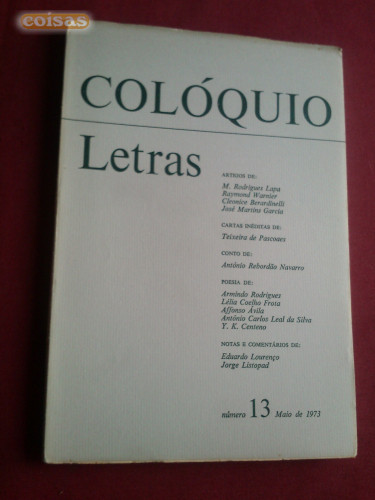 coisas
COLÓQUIO
Letras
ARTIGOS DE:
M. Rodrigues Lapa
Raymond Warnier
Cleonice Berardinelli
José Martins Garcia
CARTAS INÉDITAS DE:
Teixeira de Pascoaes
CONTO DE:
António Rebordão Navarro
POESIA DE:
Armindo Rodrigues
Lélia Coelho Frota
Affonso Ávila
António Carlos Leal da Silva
Y. K. Centeno
NOTAS E COMENTÁRIOS DE:
Eduardo Lourenço
Jorge Listopad
número 13 Maio de 1973